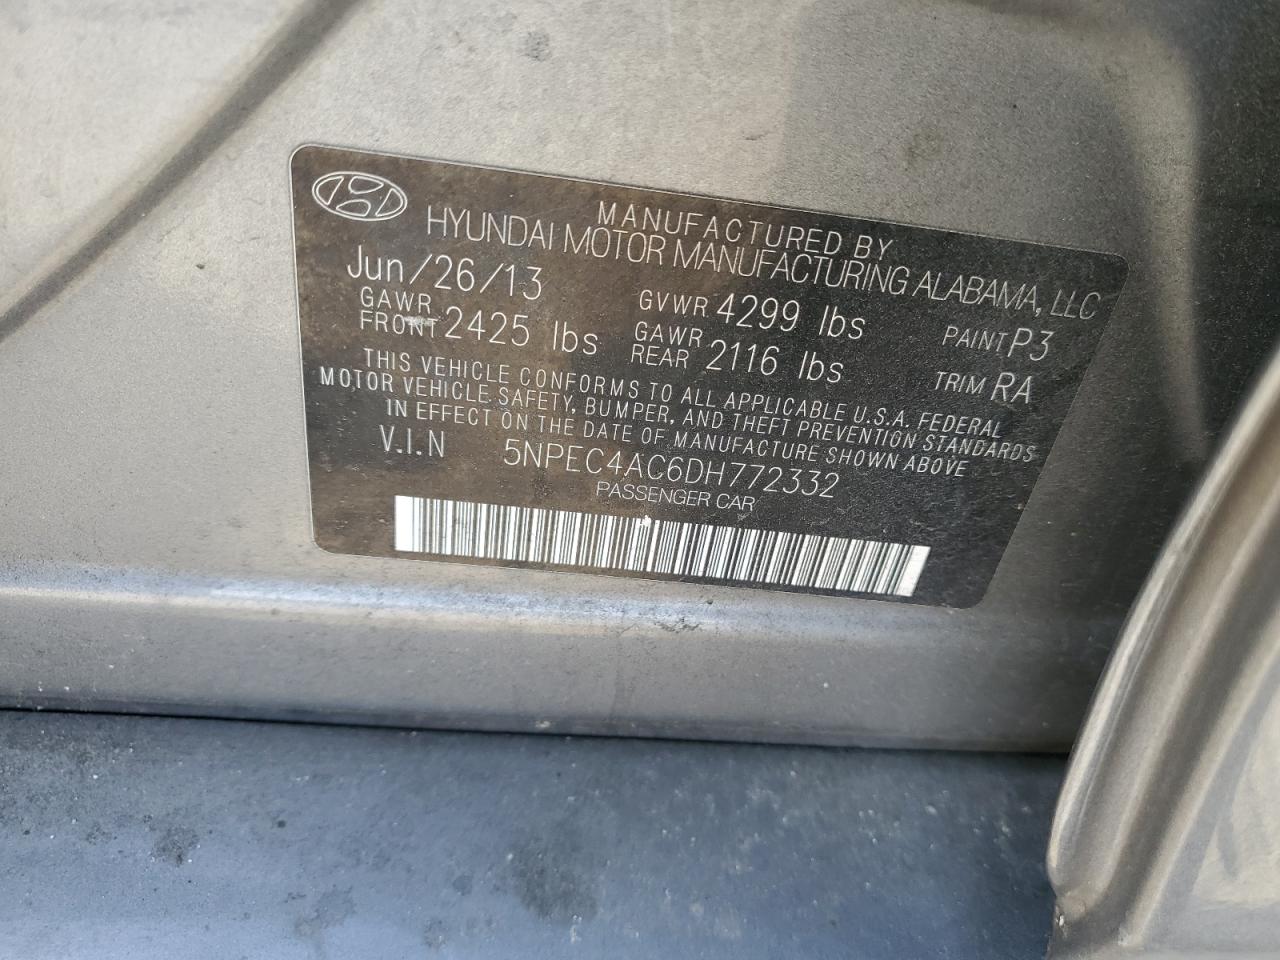 MANUFACTURED BY
HYUNDAI MOTOR MANUFACTURING ALABAMA, LLC
Jun/26/13 GVWR 4299 lbs PAINT P3
GAWR FRONT 2425 lbs GAWR REAR 2116 lbs TRIM RA
THIS VEHICLE CONFORMS TO ALL APPLICABLE U.S.A. FEDERAL
MOTOR VEHICLE SAFETY, BUMPER, AND THEFT PREVENTION STANDARDS
IN EFFECT ON THE DATE OF MANUFACTURE SHOWN ABOVE
V.I.N 5NPEC4AC6DH772332
PASSENGER CAR